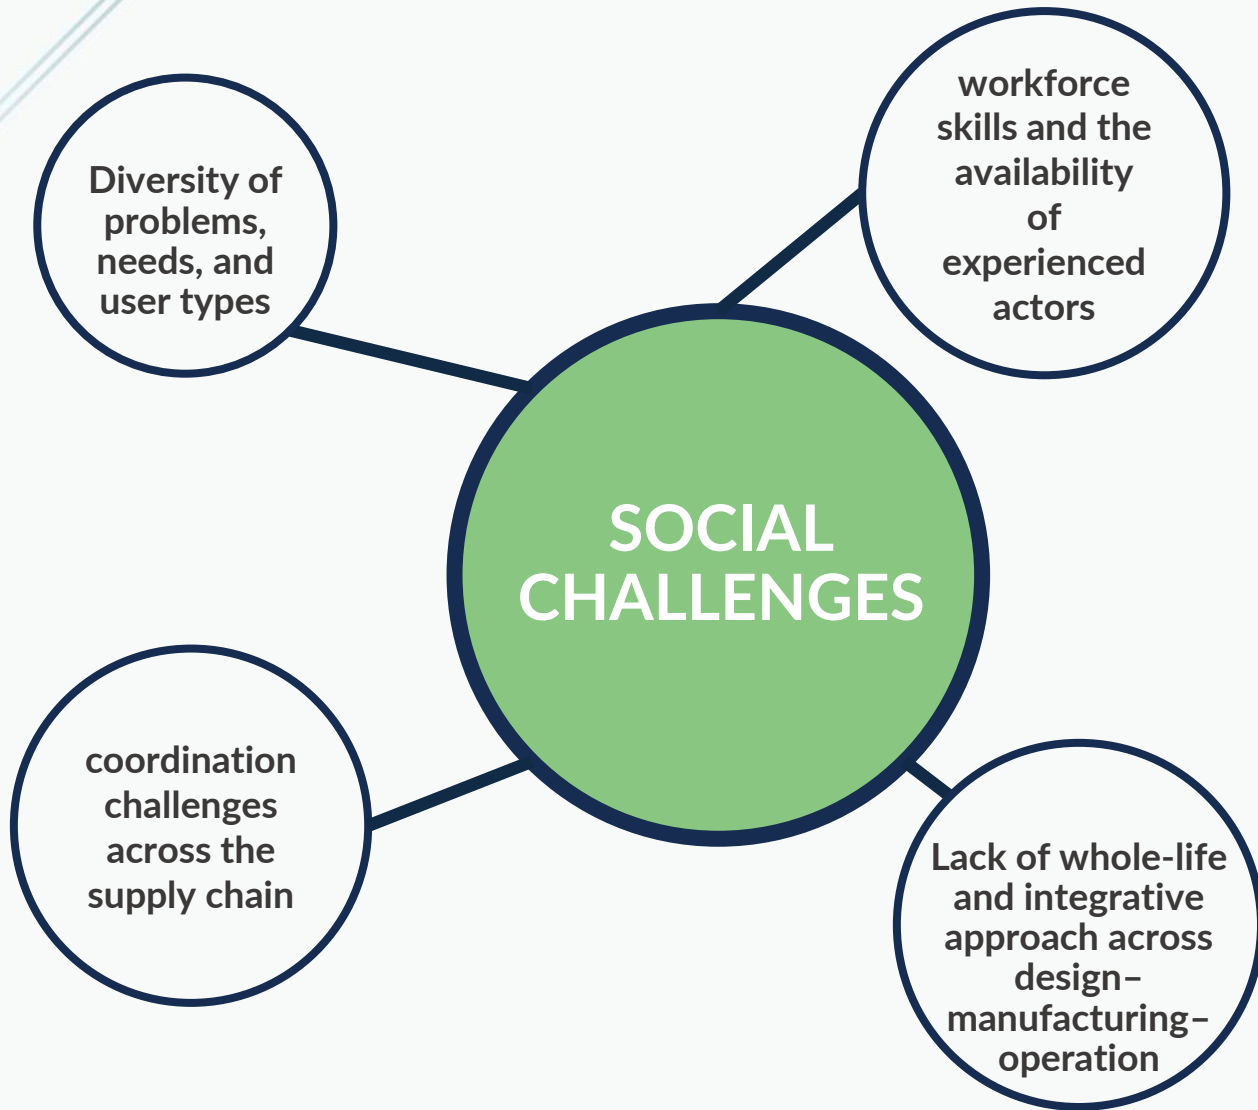 Diversity of
problems,
needs, and
user types
workforce
skills and the
availability
of
experienced
actors
SOCIAL
CHALLENGES
coordination
challenges
across the
supply chain
Lack of whole-life
and integrative
approach across
design–
manufacturing–
operation